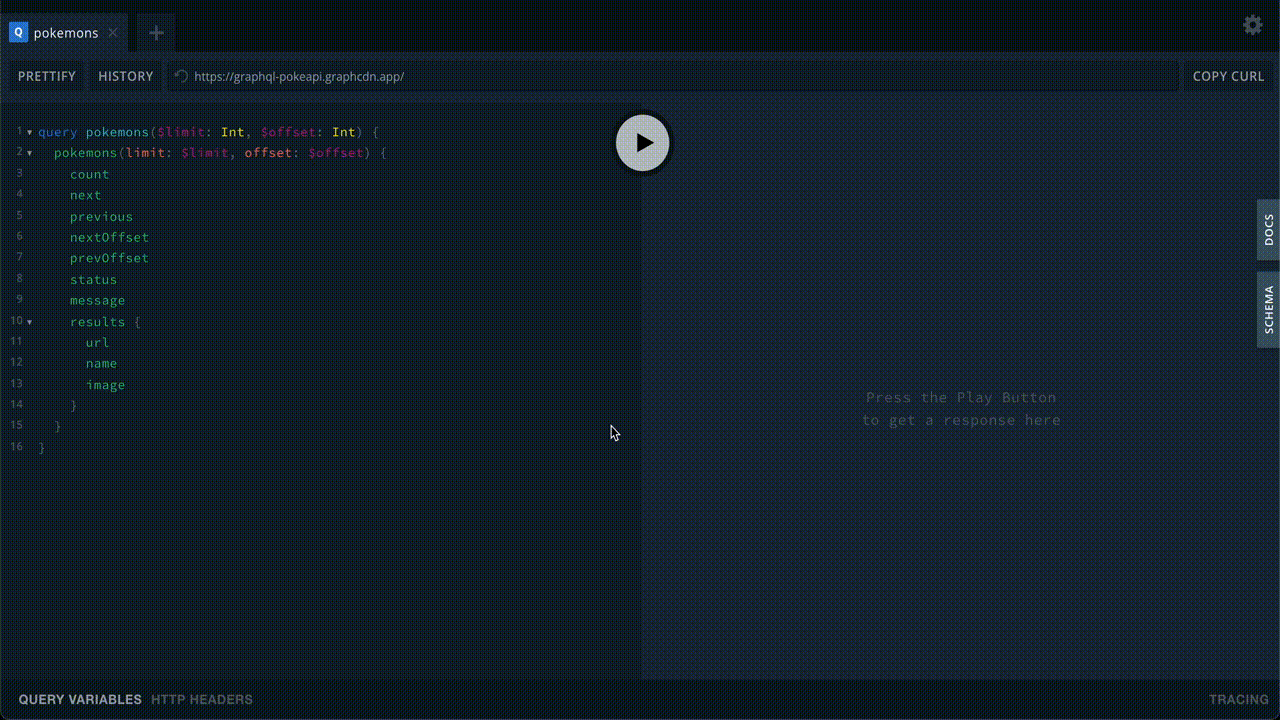 Q pokemons
PRETTIFY HISTORY https://graphql-pokeapi.graphcdn.app/ COPY CURL
1 query pokemons($limit: Int, $offset: Int) {
2 pokemons(limit: $limit, offset: $offset) {
3 count
4 next
5 previous
6 nextOffset
7 prevOffset
8 status
9 message
10 results {
11 url
12 name
13 image
14 }
15 }
16 }
Press the Play Button
to get a response here
DOCS
SCHEMA
QUERY VARIABLES HTTP HEADERS TRACING